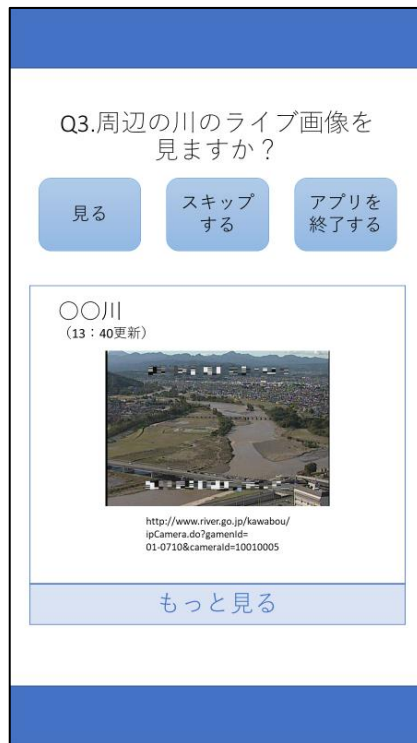 Q3.周辺の川のライブ画像を
見ますか？
見る
スキップ
する
アプリを
終了する
〇〇川
（13：40更新）
http://www.river.go.jp/kawabou/
ipCamera.do?gamenId=
01-0710&cameraId=10010005
もっと見る